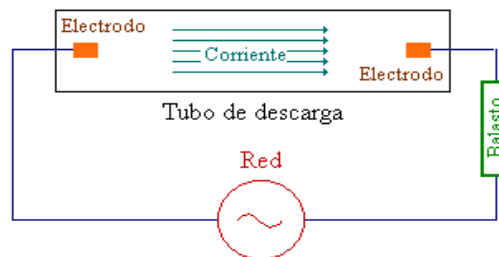 Electrodo
Corriente
Electrodo
Tubo de descarga
Balasto
Red